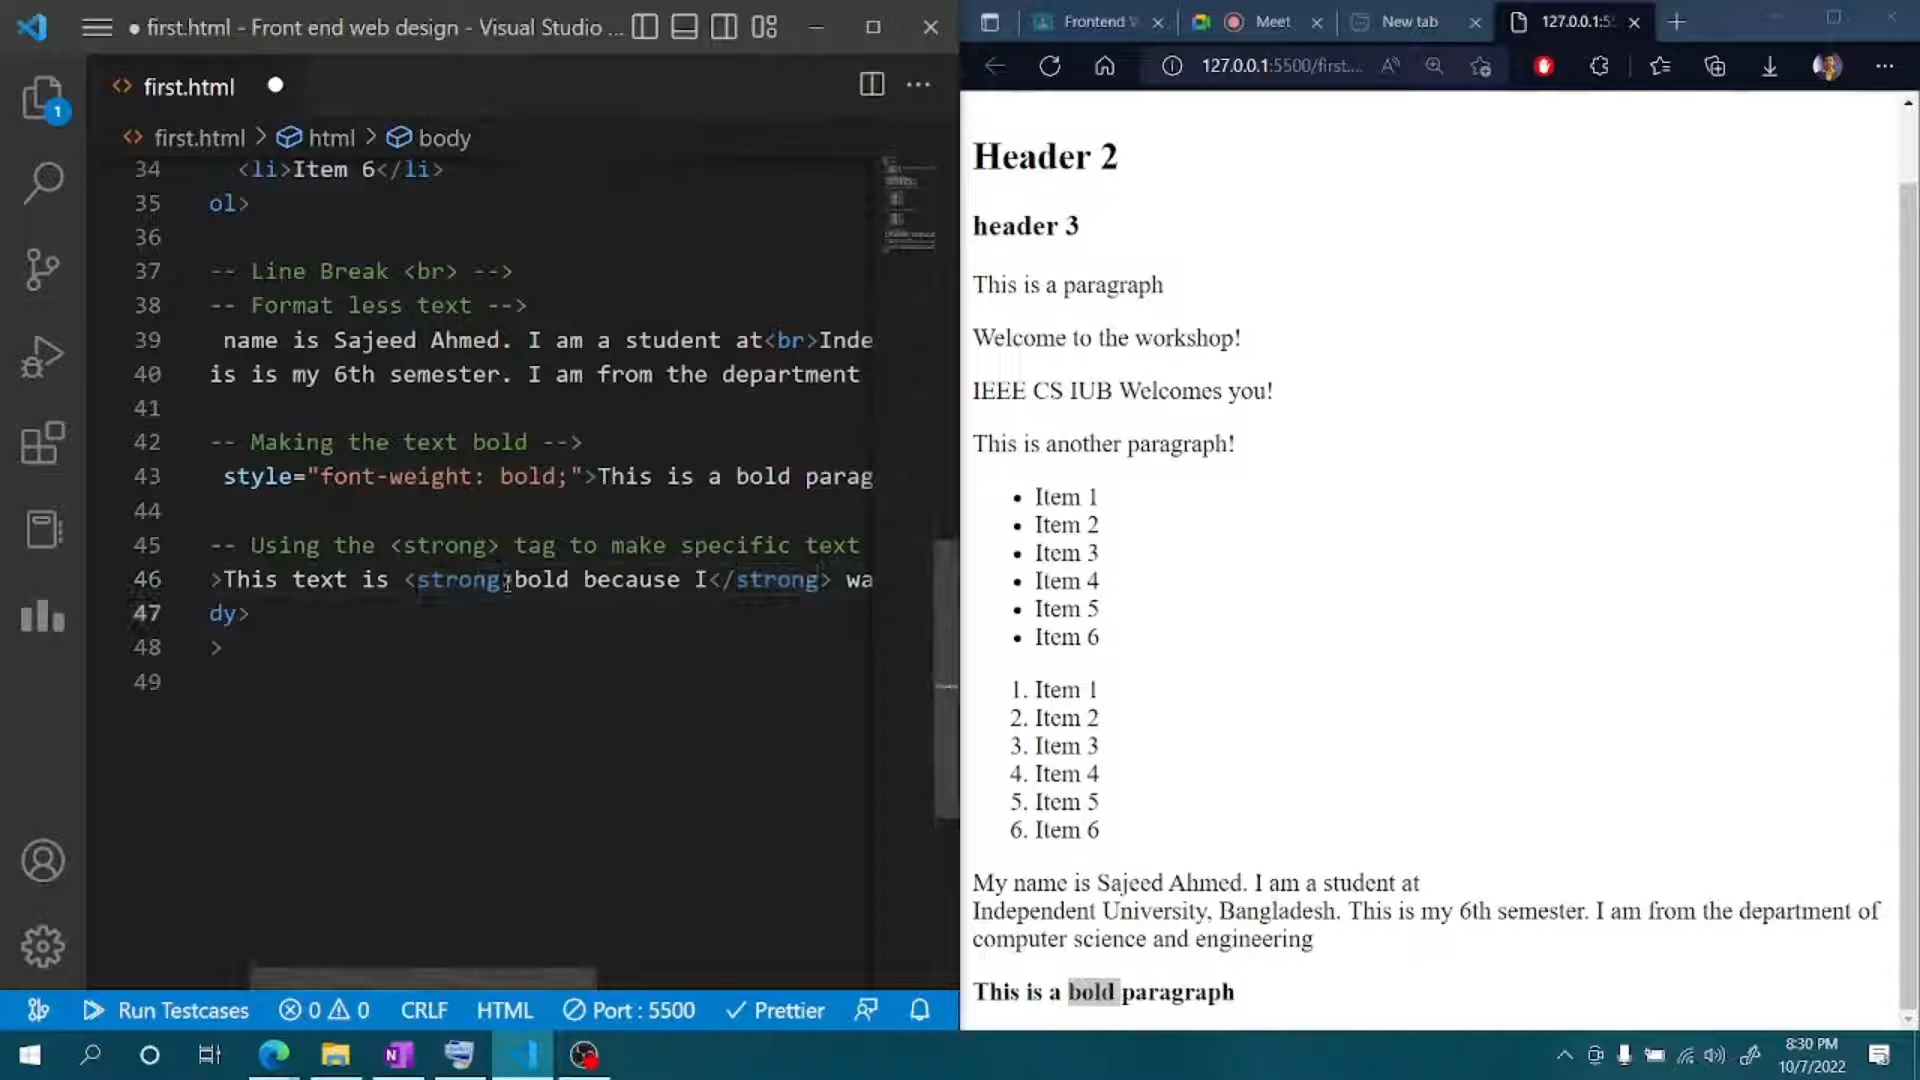 first.html - Front end web design - Visual Studio ...
first.html
1
first.html > html > body
34 <li>Item 6</li>
35 ol>
36
37 -- Line Break <br> -->
38 -- Format less text -->
39 name is Sajeed Ahmed. I am a student at<br>Inde
40 is is my 6th semester. I am from the department
41
42 -- Making the text bold -->
43 style="font-weight: bold;">This is a bold parag
44
45 -- Using the <strong> tag to make specific text
46 >This text is <strong>bold because I</strong> wa
47 dy>
48 >
49
Run Testcases 0 0 CRLF HTML Port : 5500 Prettier
Frontend Meet New tab 127.0.0.1:5
127.0.0.1:5500/first....
Header 2
header 3
This is a paragraph
Welcome to the workshop!
IEEE CS IUB Welcomes you!
This is another paragraph!
• Item 1
• Item 2
• Item 3
• Item 4
• Item 5
• Item 6
1. Item 1
2. Item 2
3. Item 3
4. Item 4
5. Item 5
6. Item 6
My name is Sajeed Ahmed. I am a student at
Independent University, Bangladesh. This is my 6th semester. I am from the department of
computer science and engineering
This is a bold paragraph
8:30 PM
10/7/2022